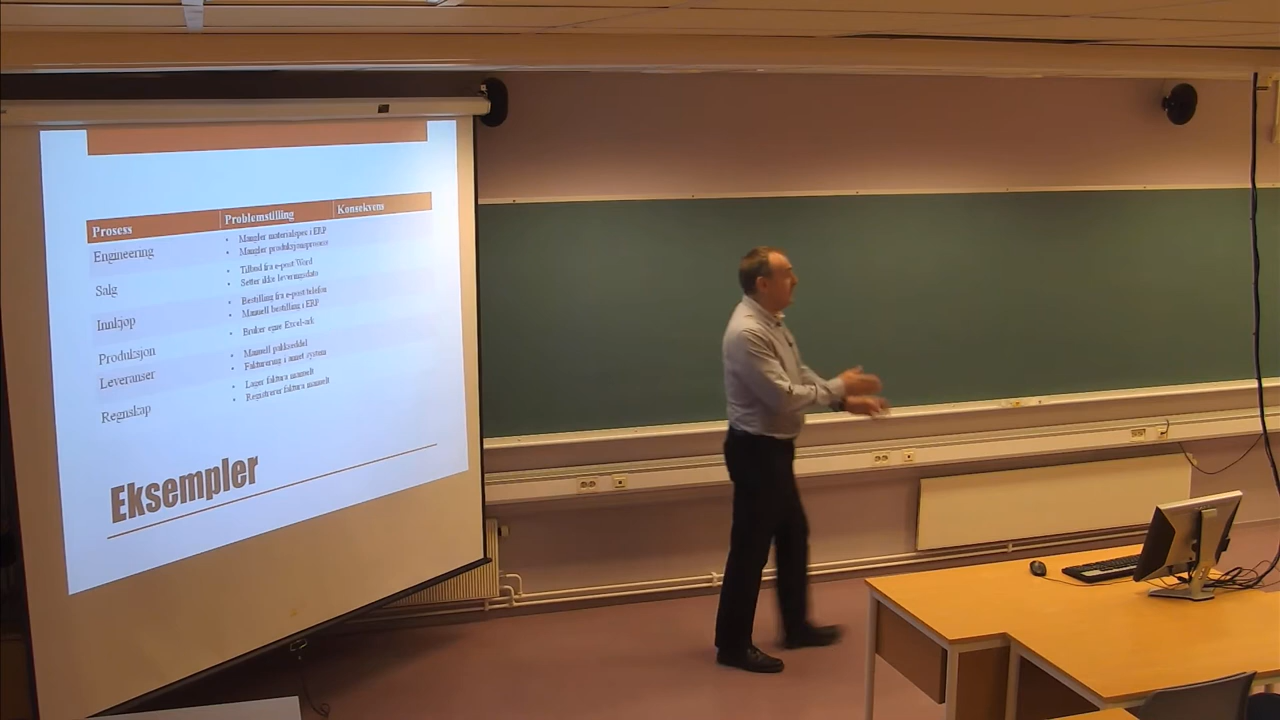 Prosess Problemstilling Konsekvens
Engineering
• Mangler materialspec i ERP
• Mangler produksjonsprosess
Salg
• Tilbud fra e-post/Word
• Setter ikke leveringsdato
Innkjøp
• Bestilling fra e-post/telefon
• Manuell bestilling i ERP
Produksjon
• Bruker egne Excel-ark
Leveranser
• Manuell pakkseddel
• Fakturering i annet system
Regnskap
• Lager faktura manuelt
• Registrerer faktura manuelt
Eksempler